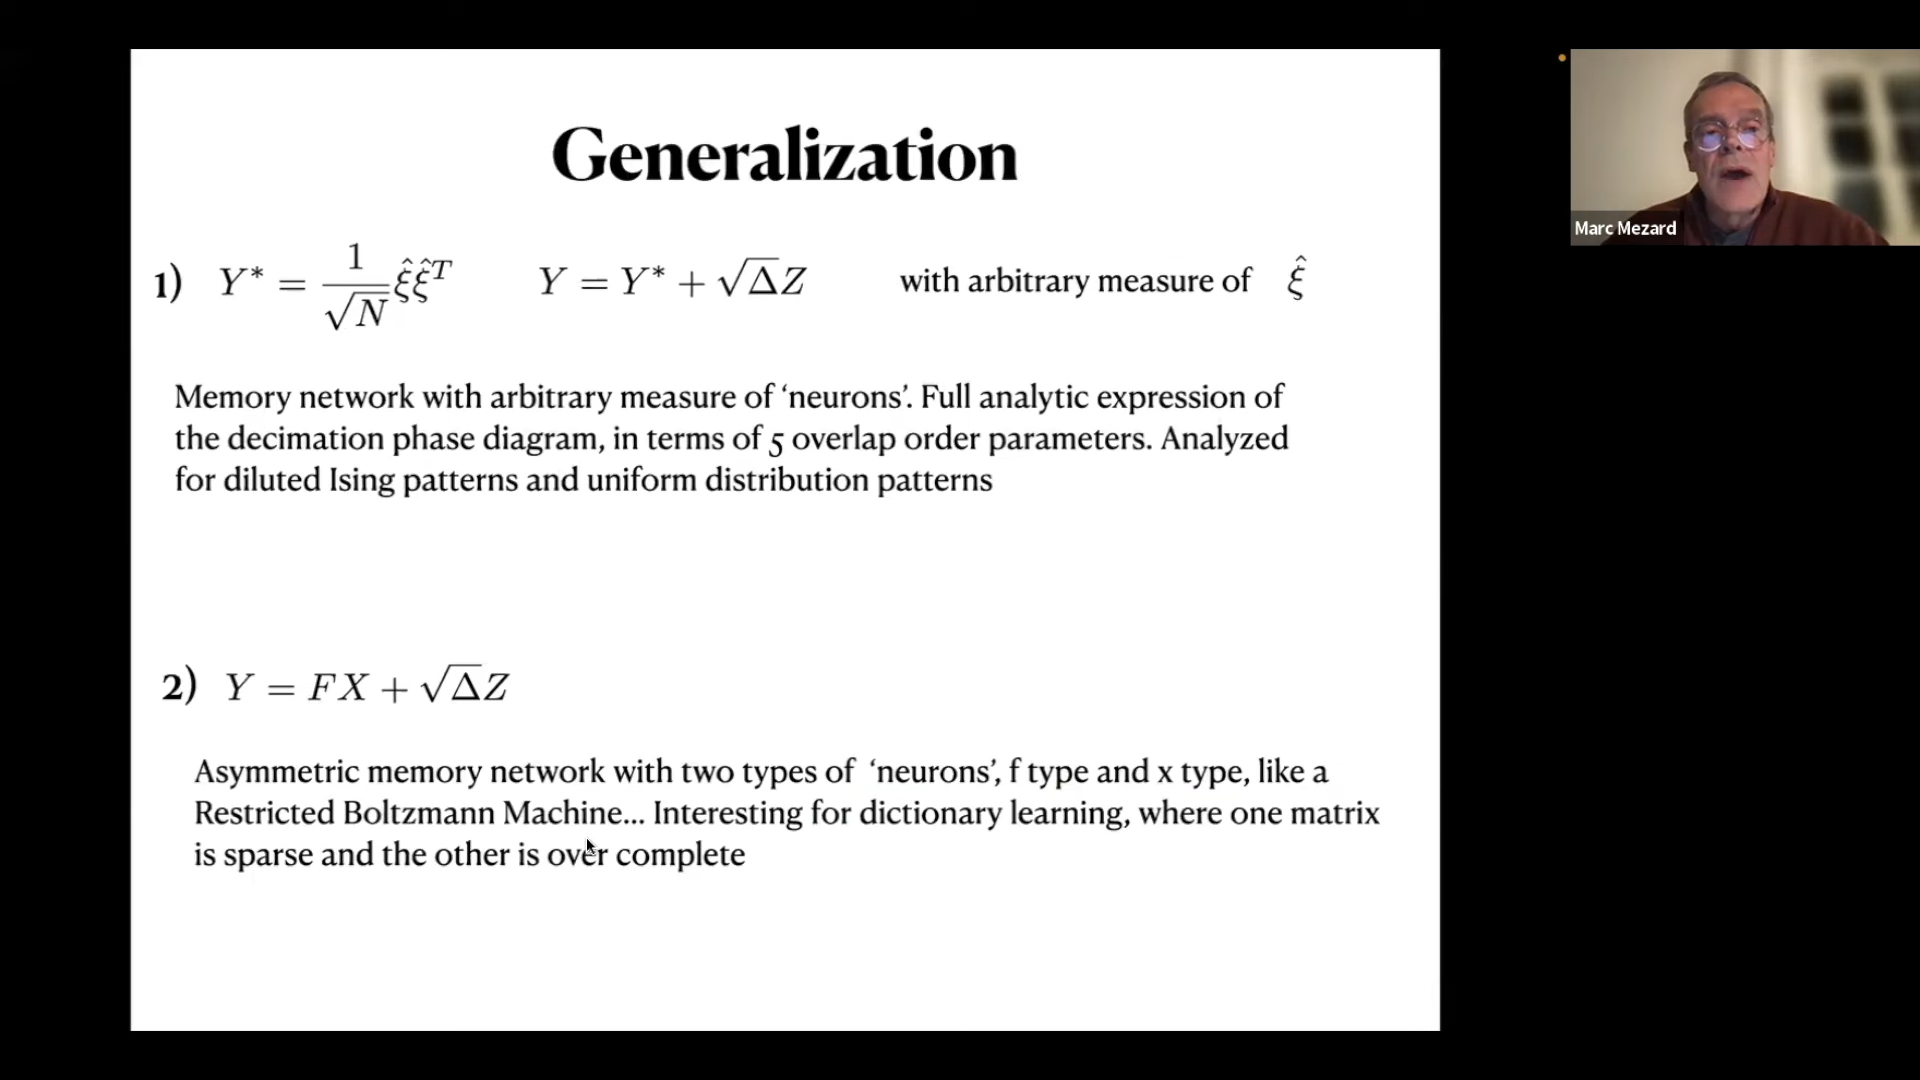 Generalization
1) Y* = 1/√N ξ̂ξ̂ᵀ Y = Y* + √ΔZ with arbitrary measure of ξ̂
Memory network with arbitrary measure of ‘neurons’. Full analytic expression of
the decimation phase diagram, in terms of 5 overlap order parameters. Analyzed
for diluted Ising patterns and uniform distribution patterns
2) Y = FX + √ΔZ
Asymmetric memory network with two types of ‘neurons’, f type and x type, like a
Restricted Boltzmann Machine... Interesting for dictionary learning, where one matrix
is sparse and the other is over complete
Marc Mezard